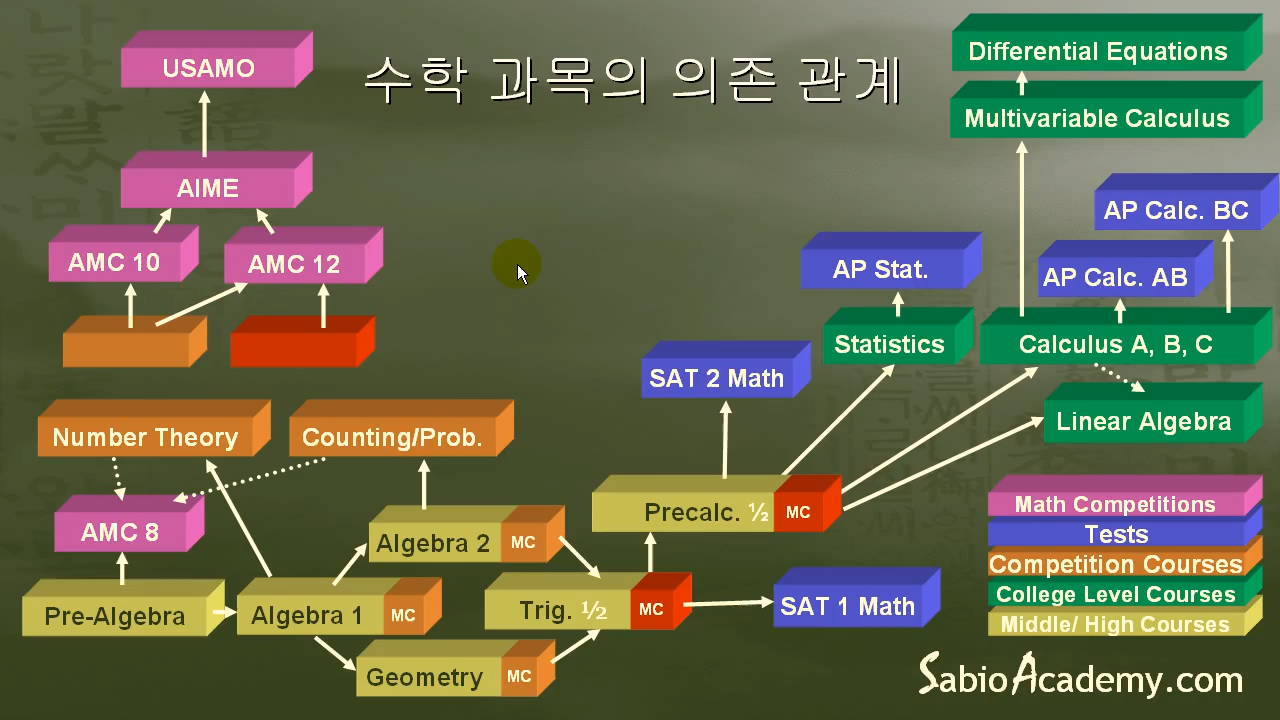 수학 과목의 의존 관계
USAMO
AIME
AMC 10
AMC 12
Number Theory
Counting/Prob.
AMC 8
Pre-Algebra
Algebra 1 MC
Algebra 2 MC
Geometry MC
Trig. ½ MC
Precalc. ½ MC
SAT 1 Math
SAT 2 Math
Statistics
AP Stat.
Calculus A, B, C
AP Calc. AB
AP Calc. BC
Linear Algebra
Multivariable Calculus
Differential Equations
Math Competitions
Tests
Competition Courses
College Level Courses
Middle/ High Courses
SabioAcademy.com